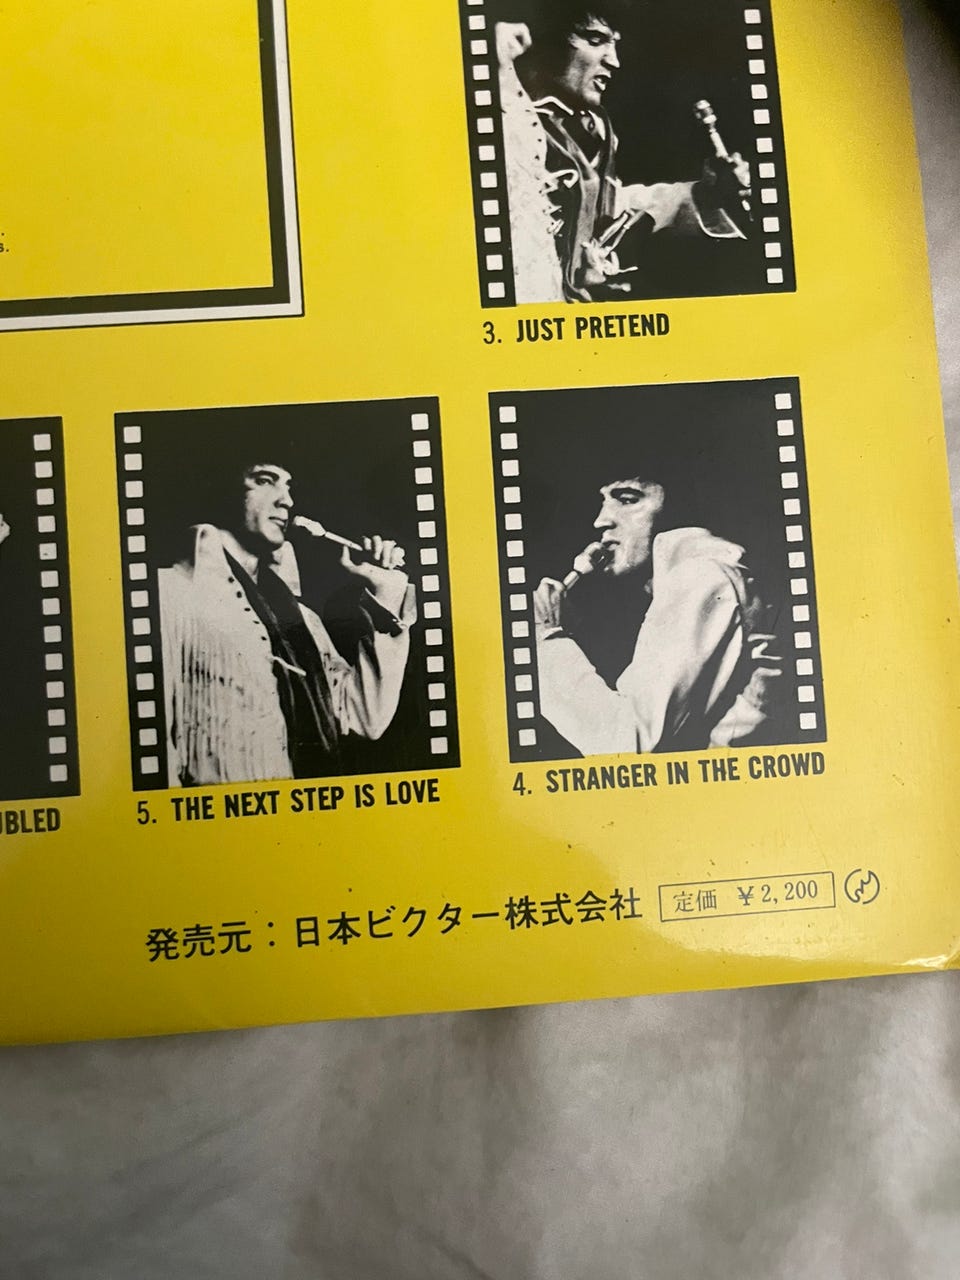 s.
3. JUST PRETEND
UBLED
5. THE NEXT STEP IS LOVE
4. STRANGER IN THE CROWD
発売元：日本ビクター株式会社
定価 ¥2,200